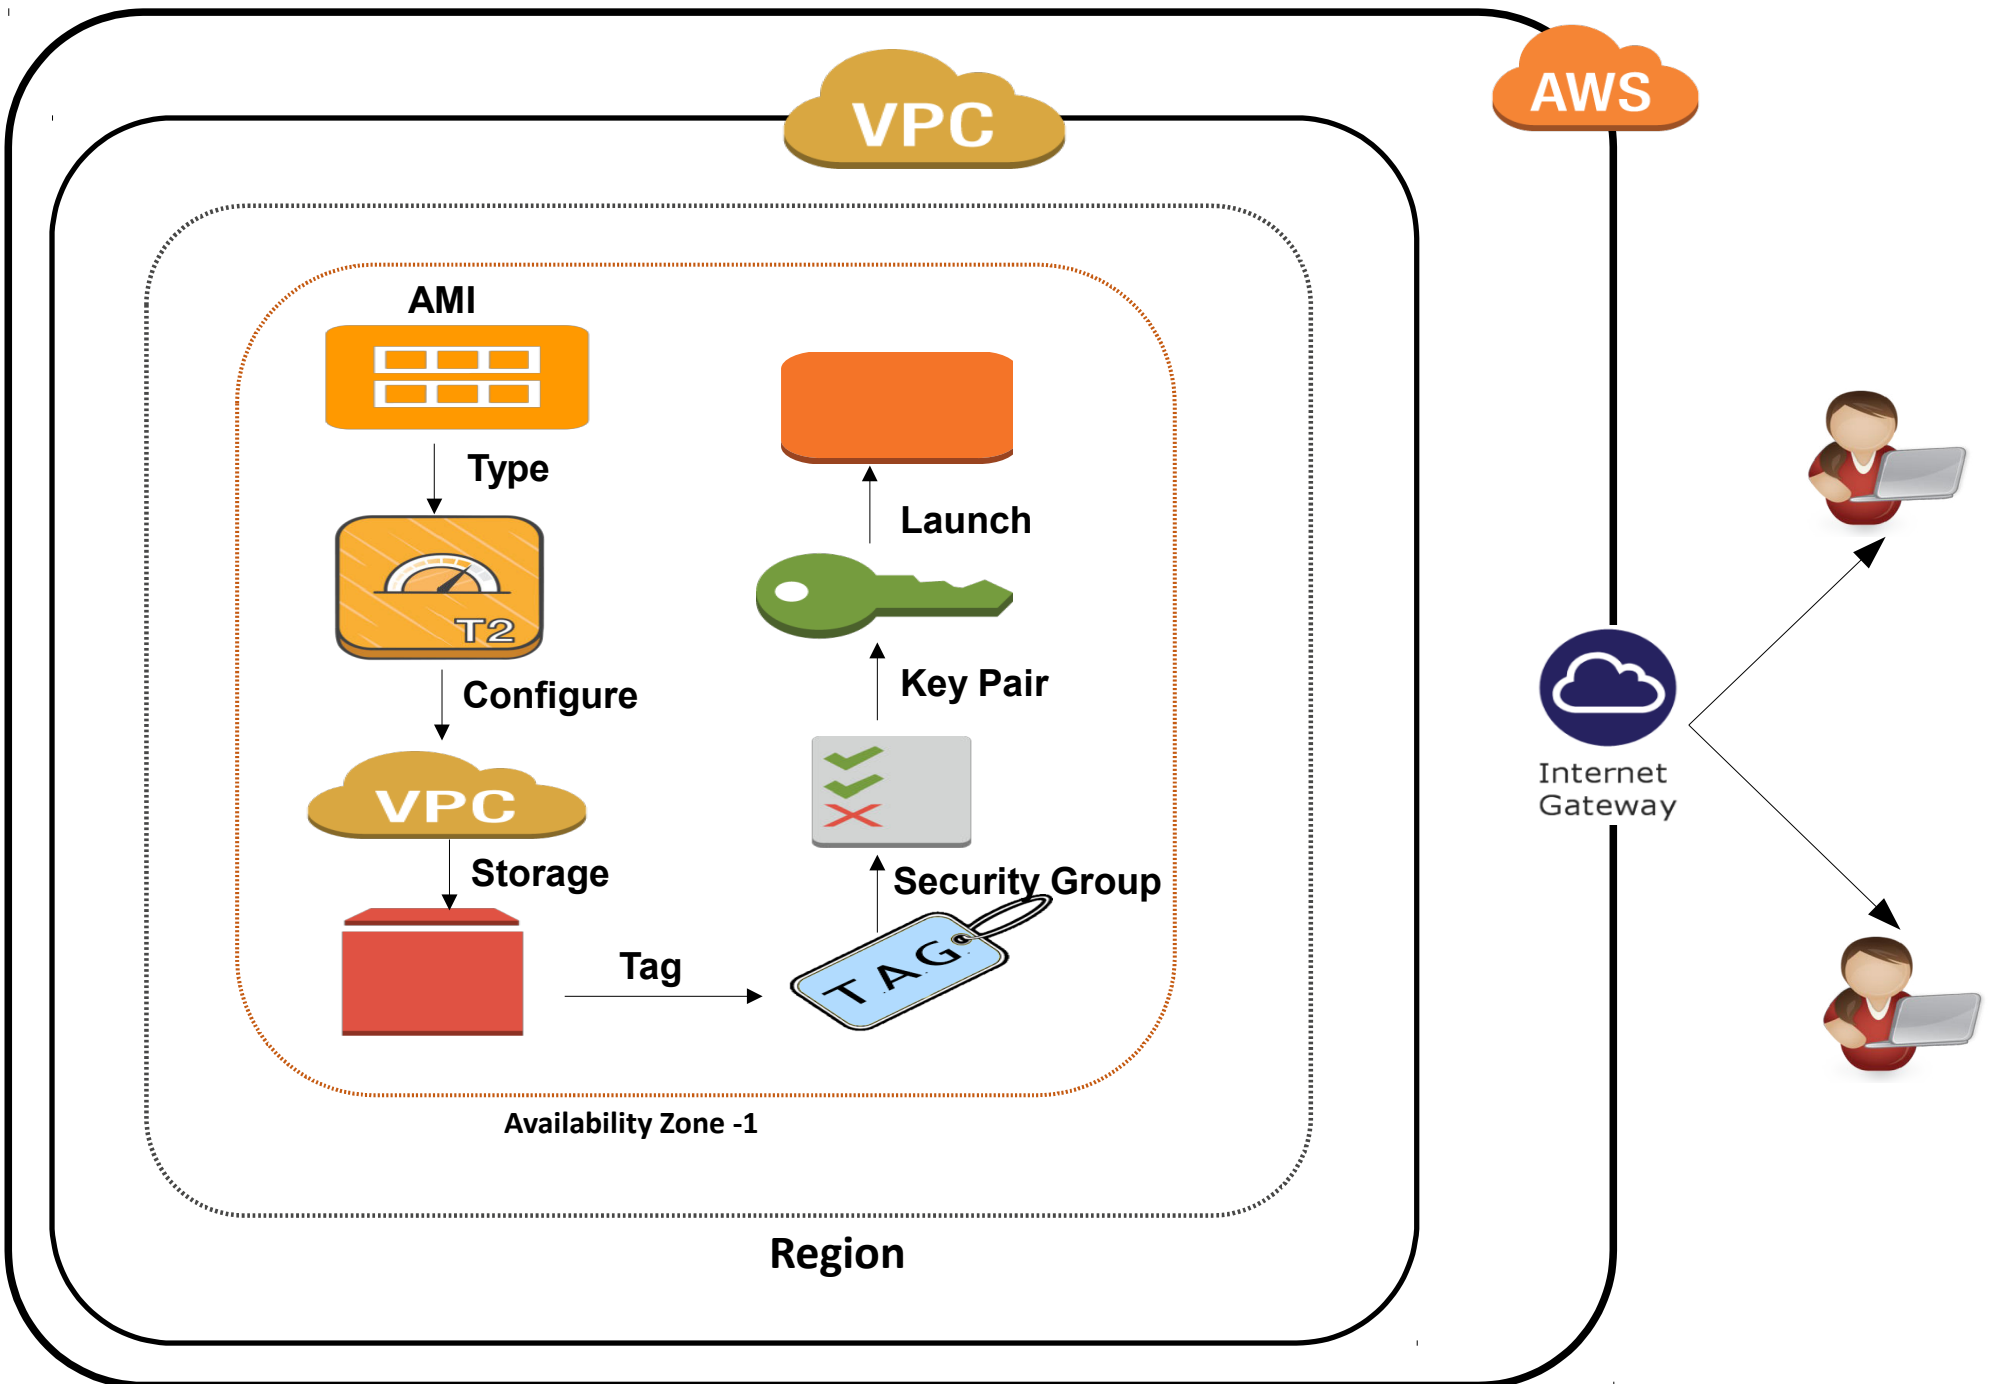 AWS
VPC
AMI
Type
T2
Configure
VPC
Storage
Tag
TAG
Security Group
Key Pair
Launch
Availability Zone -1
Region
Internet
Gateway